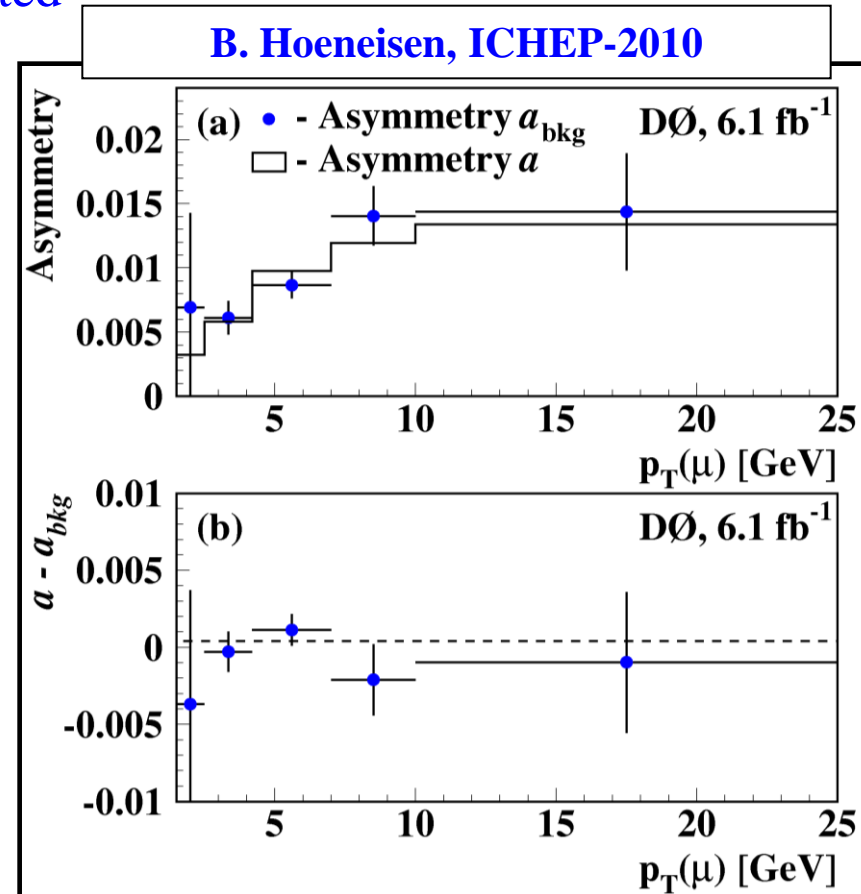 B. Hoeneisen, ICHEP-2010
(a) - Asymmetry a_bkg DØ, 6.1 fb^-1
- Asymmetry a
Asymmetry
0.02
0.015
0.01
0.005
0
5 10 15 20 25
p_T(μ) [GeV]
(b) DØ, 6.1 fb^-1
a - a_bkg
0.01
0.005
0
-0.005
-0.01
5 10 15 20 25
p_T(μ) [GeV]